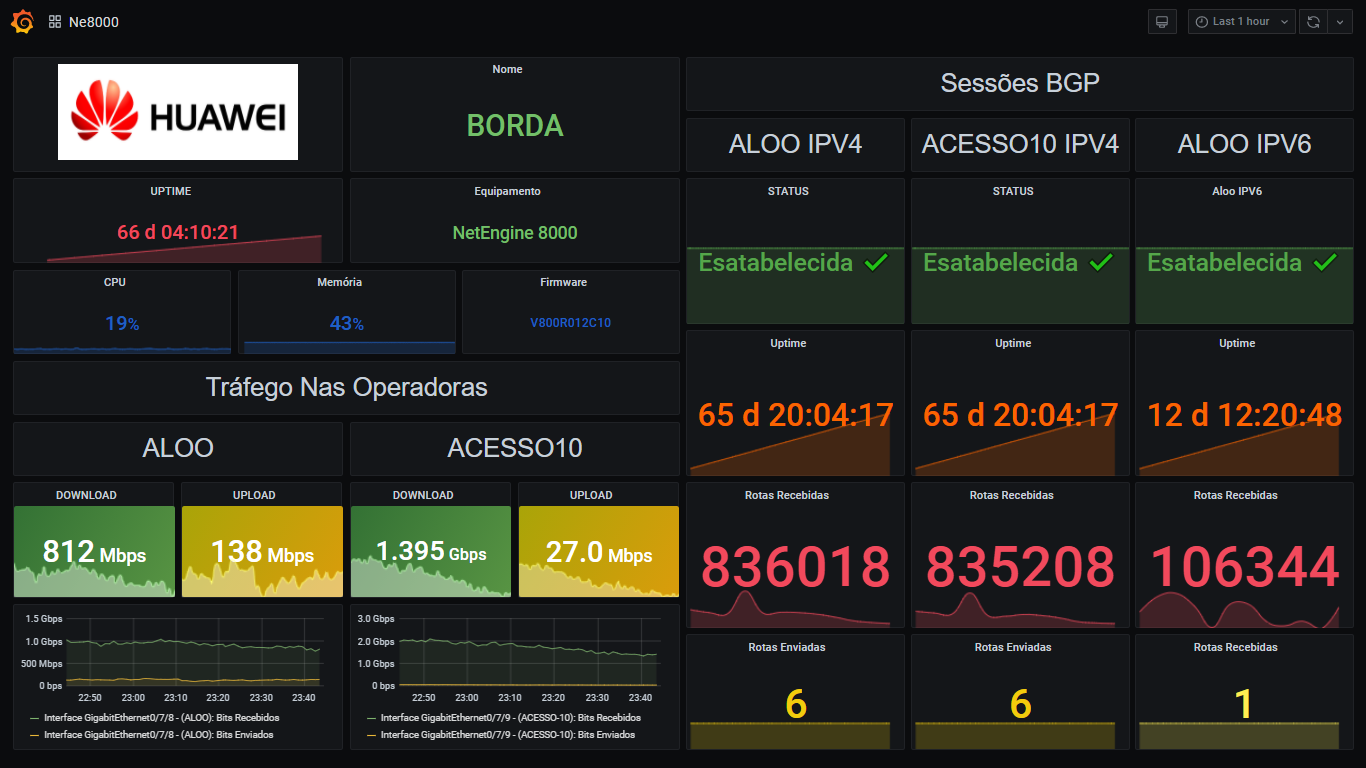 Ne8000
Last 1 hour
HUAWEI
Nome
BORDA
UPTIME
66 d 04:10:21
Equipamento
NetEngine 8000
CPU
19%
Memória
43%
Firmware
V800R012C10
Tráfego Nas Operadoras
ALOO
ACESSO10
DOWNLOAD
812 Mbps
UPLOAD
138 Mbps
DOWNLOAD
1.395 Gbps
UPLOAD
27.0 Mbps
1.5 Gbps
1.0 Gbps
500 Mbps
0 bps
22:50 23:00 23:10 23:20 23:30 23:40
Interface GigabitEthernet0/7/8 - (ALOO): Bits Recebidos
Interface GigabitEthernet0/7/8 - (ALOO): Bits Enviados
3.0 Gbps
2.0 Gbps
1.0 Gbps
0 bps
22:50 23:00 23:10 23:20 23:30 23:40
Interface GigabitEthernet0/7/9 - (ACESSO-10): Bits Recebidos
Interface GigabitEthernet0/7/9 - (ACESSO-10): Bits Enviados
Sessões BGP
ALOO IPV4
ACESSO10 IPV4
ALOO IPV6
STATUS
Esatabelecida
STATUS
Esatabelecida
Aloo IPV6
Esatabelecida
Uptime
65 d 20:04:17
Uptime
65 d 20:04:17
Uptime
12 d 12:20:48
Rotas Recebidas
836018
Rotas Recebidas
835208
Rotas Recebidas
106344
Rotas Enviadas
6
Rotas Enviadas
6
Rotas Recebidas
1